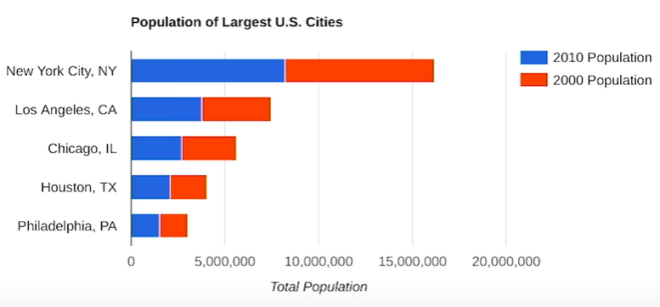 Population of Largest U.S. Cities
2010 Population
2000 Population
New York City, NY
Los Angeles, CA
Chicago, IL
Houston, TX
Philadelphia, PA
0 5,000,000 10,000,000 15,000,000 20,000,000
Total Population